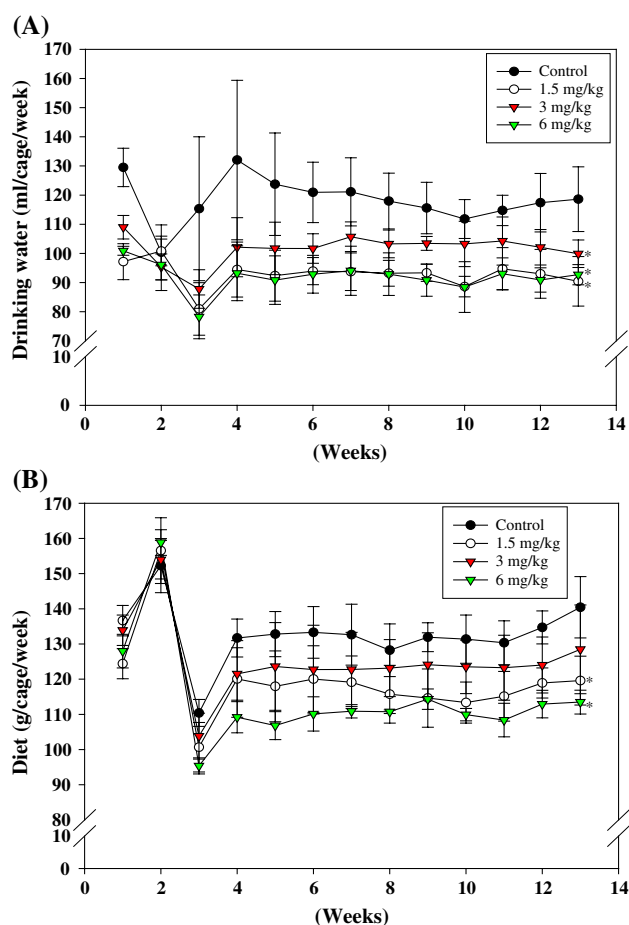 (A)
Drinking water (ml/cage/week)
170
160
150
140
130
120
110
100
90
80
70
10
0
Control
1.5 mg/kg
3 mg/kg
6 mg/kg
*
*
*
0 2 4 6 8 10 12 14
(Weeks)
(B)
Diet (g/cage/week)
170
160
150
140
130
120
110
100
90
80
10
0
Control
1.5 mg/kg
3 mg/kg
6 mg/kg
*
*
0 2 4 6 8 10 12 14
(Weeks)